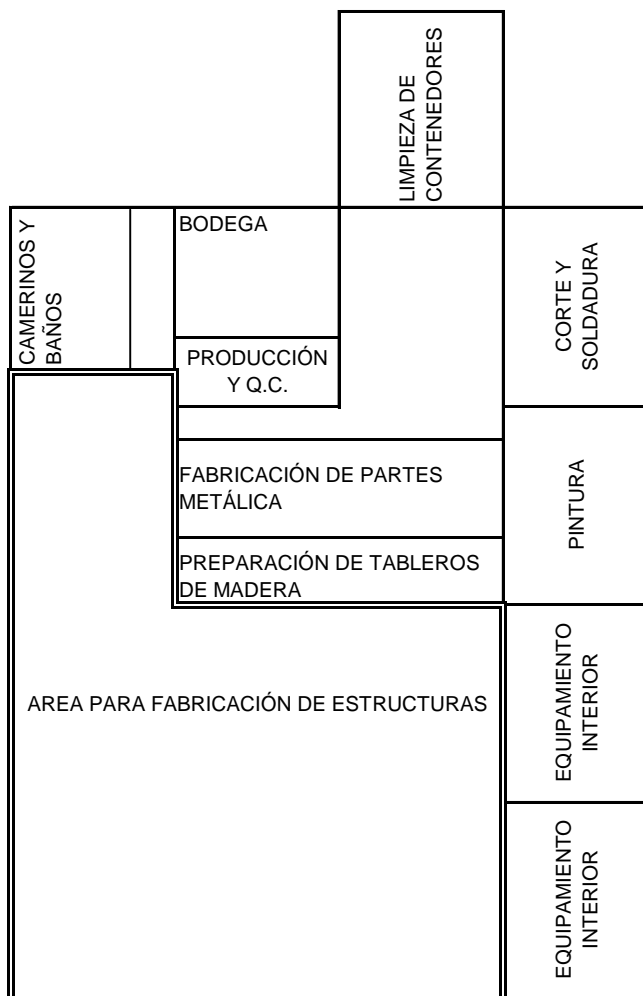 LIMPIEZA DE
CONTENEDORES
CAMERINOS Y
BAÑOS
BODEGA
CORTE Y
SOLDADURA
PRODUCCIÓN
Y Q.C.
FABRICACIÓN DE PARTES
METÁLICA
PINTURA
PREPARACIÓN DE TABLEROS
DE MADERA
AREA PARA FABRICACIÓN DE ESTRUCTURAS
EQUIPAMIENTO
INTERIOR
EQUIPAMIENTO
INTERIOR